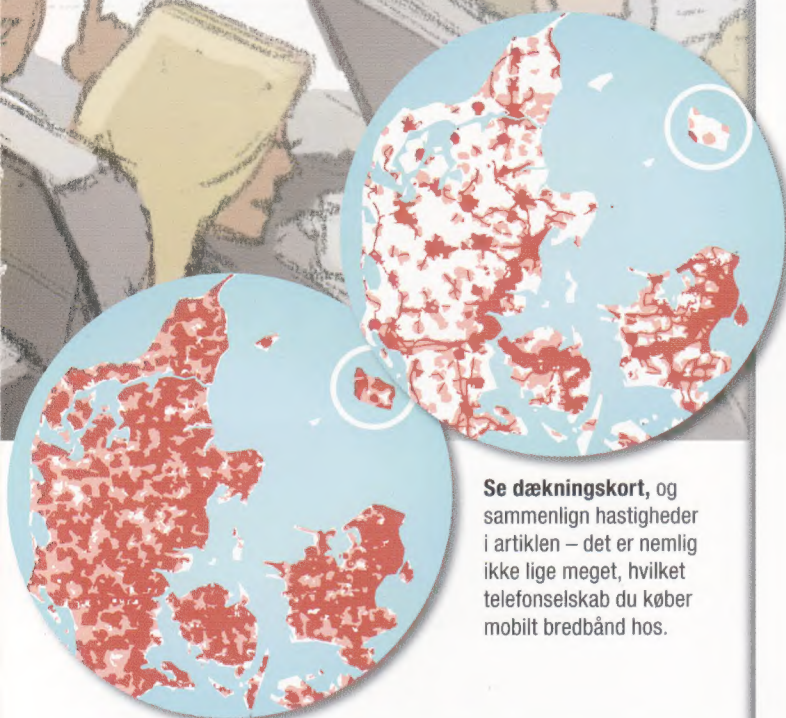 Se dækningskort, og
sammenlign hastigheder
i artiklen – det er nemlig
ikke lige meget, hvilket
telefonselskab du køber
mobilt bredbånd hos.